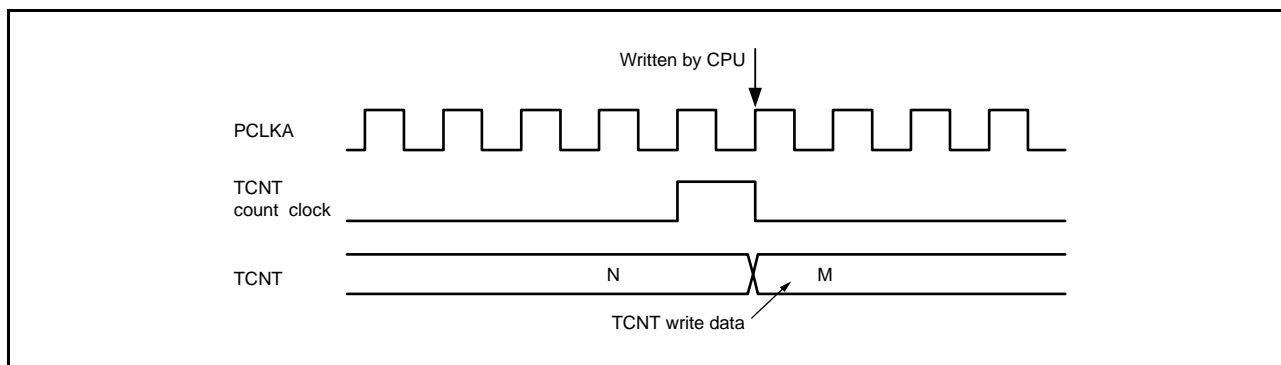 Written by CPU
PCLKA
TCNT
count clock
TCNT
N
M
TCNT write data